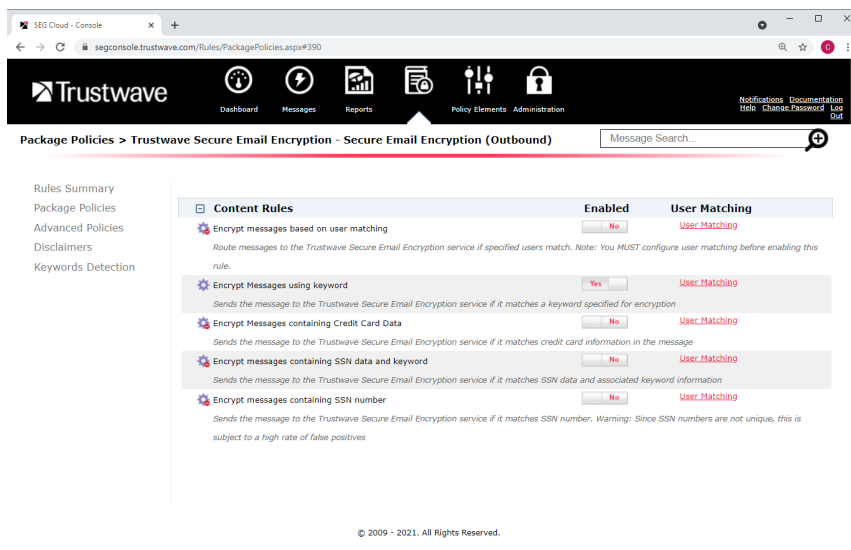 SEG Cloud - Console
segconsole.trustwave.com/Rules/PackagePolicies.aspx#390
C
Trustwave
Dashboard
Messages
Reports
Policy Elements
Administration
Notifications Documentation
Help Change Password Log
Out
Package Policies > Trustwave Secure Email Encryption - Secure Email Encryption (Outbound)
Message Search...
Rules Summary
Package Policies
Advanced Policies
Disclaimers
Keywords Detection
Content Rules Enabled User Matching
Encrypt messages based on user matching No User Matching
Route messages to the Trustwave Secure Email Encryption service if specified users match. Note: You MUST configure user matching before enabling this
rule.
Encrypt Messages using keyword Yes User Matching
Sends the message to the Trustwave Secure Email Encryption service if it matches a keyword specified for encryption
Encrypt Messages containing Credit Card Data No User Matching
Sends the message to the Trustwave Secure Email Encryption service if it matches credit card information in the message
Encrypt messages containing SSN data and keyword No User Matching
Sends the message to the Trustwave Secure Email Encryption service if it matches SSN data and associated keyword information
Encrypt messages containing SSN number No User Matching
Sends the message to the Trustwave Secure Email Encryption service if it matches SSN number. Warning: Since SSN numbers are not unique, this is
subject to a high rate of false positives
© 2009 - 2021. All Rights Reserved.